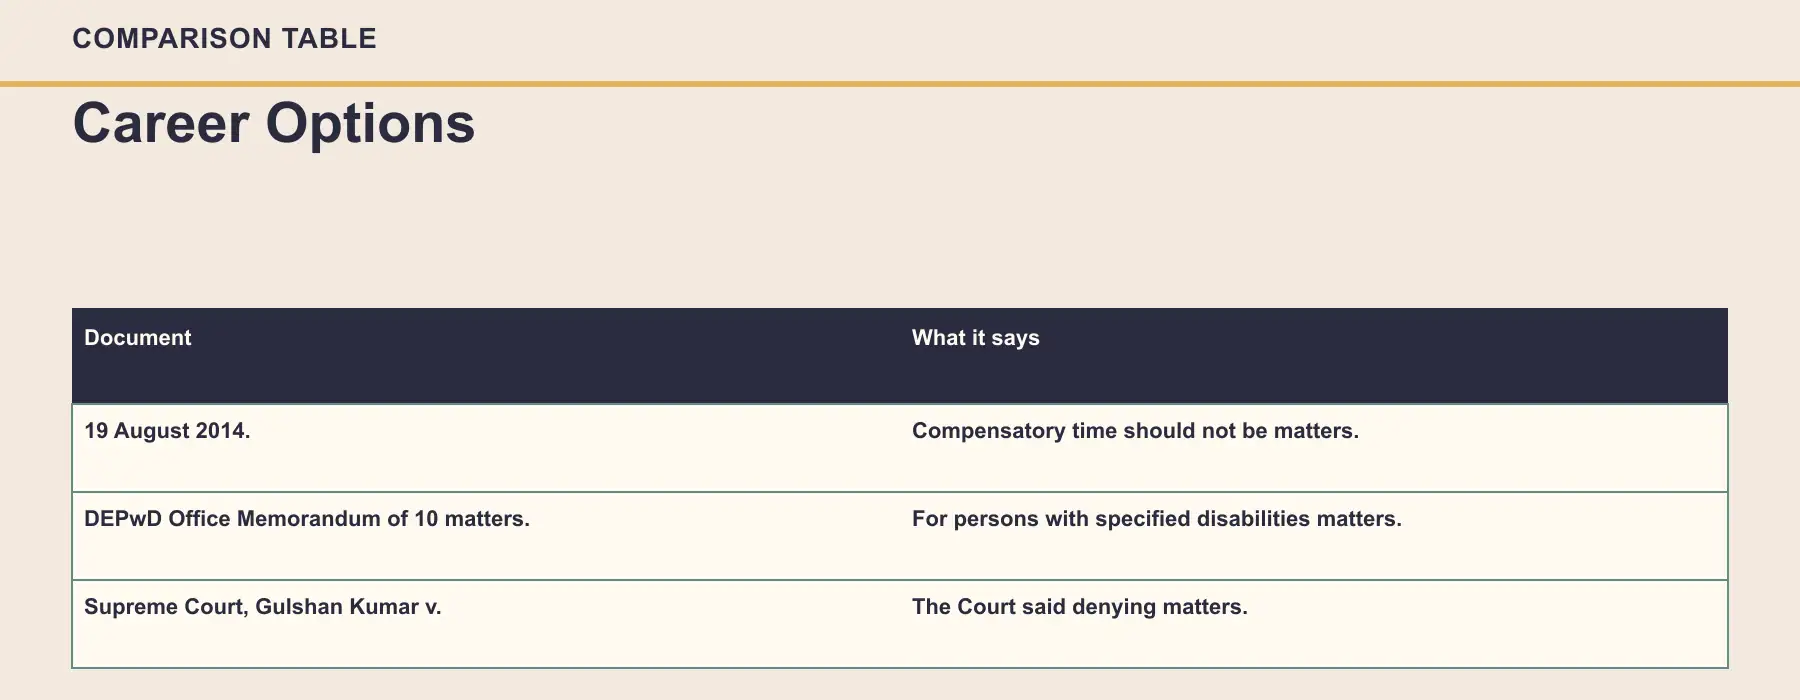 COMPARISON TABLE
Career Options
Document What it says
19 August 2014. Compensatory time should not be matters.
DEPwD Office Memorandum of 10 matters. For persons with specified disabilities matters.
Supreme Court, Gulshan Kumar v. The Court said denying matters.